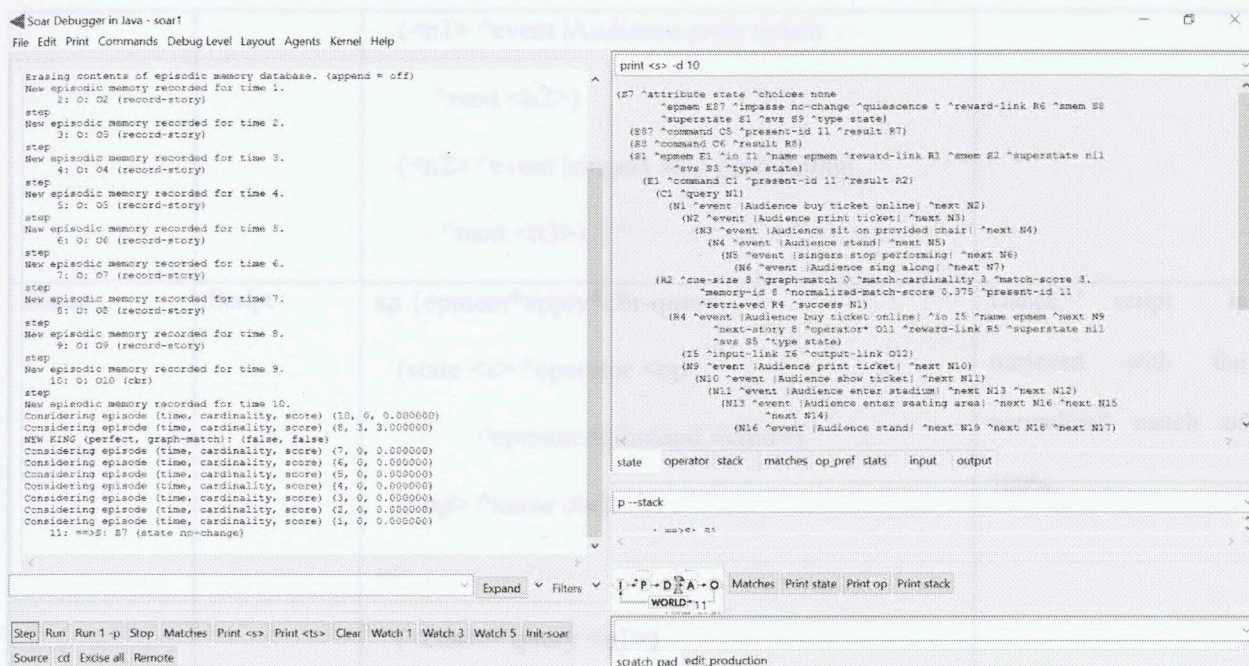 Soar Debugger in Java - soar1
File Edit Print Commands Debug Level Layout Agents Kernel Help
Erasing contents of episodic memory database. (append = off)
New episodic memory recorded for time 1.
2: O: O2 (record-story)
step
New episodic memory recorded for time 2.
3: O: O3 (record-story)
step
New episodic memory recorded for time 3.
4: O: O4 (record-story)
step
New episodic memory recorded for time 4.
5: O: O5 (record-story)
step
New episodic memory recorded for time 5.
6: O: O6 (record-story)
step
New episodic memory recorded for time 6.
7: O: O7 (record-story)
step
New episodic memory recorded for time 7.
8: O: O8 (record-story)
step
New episodic memory recorded for time 8.
9: O: O9 (record-story)
step
New episodic memory recorded for time 9.
10: O: O10 (cbr)
step
New episodic memory recorded for time 10.
Considering episode (time, cardinality, score) (10, 0, 0.000000)
Considering episode (time, cardinality, score) (8, 3, 3.000000)
NEW KING (perfect, graph-match): (false, false)
Considering episode (time, cardinality, score) (7, 0, 0.000000)
Considering episode (time, cardinality, score) (6, 0, 0.000000)
Considering episode (time, cardinality, score) (5, 0, 0.000000)
Considering episode (time, cardinality, score) (4, 0, 0.000000)
Considering episode (time, cardinality, score) (3, 0, 0.000000)
Considering episode (time, cardinality, score) (2, 0, 0.000000)
Considering episode (time, cardinality, score) (1, 0, 0.000000)
11: ==>S: S7 (state no-change)
Expand Filters
Step Run Run 1 -p Stop Matches Print <s> Print <ts> Clear Watch 1 Watch 3 Watch 5 Init-soar
Source cd Excise all Remote
print <s> -d 10
(S7 ^attribute state ^choices none
^epmem E87 ^impasse no-change ^quiescence t ^reward-link R6 ^smem S8
^superstate S1 ^svs S9 ^type state)
(E87 ^command C5 ^present-id 11 ^result R7)
(S8 ^command C6 ^result R8)
(S1 ^epmem E1 ^io I1 ^name epmem ^reward-link R1 ^smem S2 ^superstate nil
^svs S3 ^type state)
(E1 ^command C1 ^present-id 11 ^result R2)
(C1 ^query N1)
(N1 ^event |Audience buy ticket online| ^next N2)
(N2 ^event |Audience print ticket| ^next N3)
(N3 ^event |Audience sit on provided chair| ^next N4)
(N4 ^event |Audience stand| ^next N5)
(N5 ^event |singers stop performing| ^next N6)
(N6 ^event |Audience sing along| ^next N7)
(R2 ^cue-size 8 ^graph-match 0 ^match-cardinality 3 ^match-score 3.
^memory-id 8 ^normalized-match-score 0.375 ^present-id 11
^retrieved R4 ^success N1)
(R4 ^event |Audience buy ticket online| ^io I5 ^name epmem ^next N9
^next-story 8 ^operator* O11 ^reward-link R5 ^superstate nil
^svs S5 ^type state)
(I5 ^input-link I6 ^output-link O12)
(N9 ^event |Audience print ticket| ^next N10)
(N10 ^event |Audience show ticket| ^next N11)
(N11 ^event |Audience enter stadium| ^next N13 ^next N12)
(N13 ^event |Audience enter seating area| ^next N16 ^next N15
^next N14)
(N16 ^event |Audience stand| ^next N19 ^next N18 ^next N17)
state operator stack matches op_pref stats input output
p --stack
: ==>S: S1
I P D A O
WORLD 11
Matches Print state Print op Print stack
scratch pad edit production